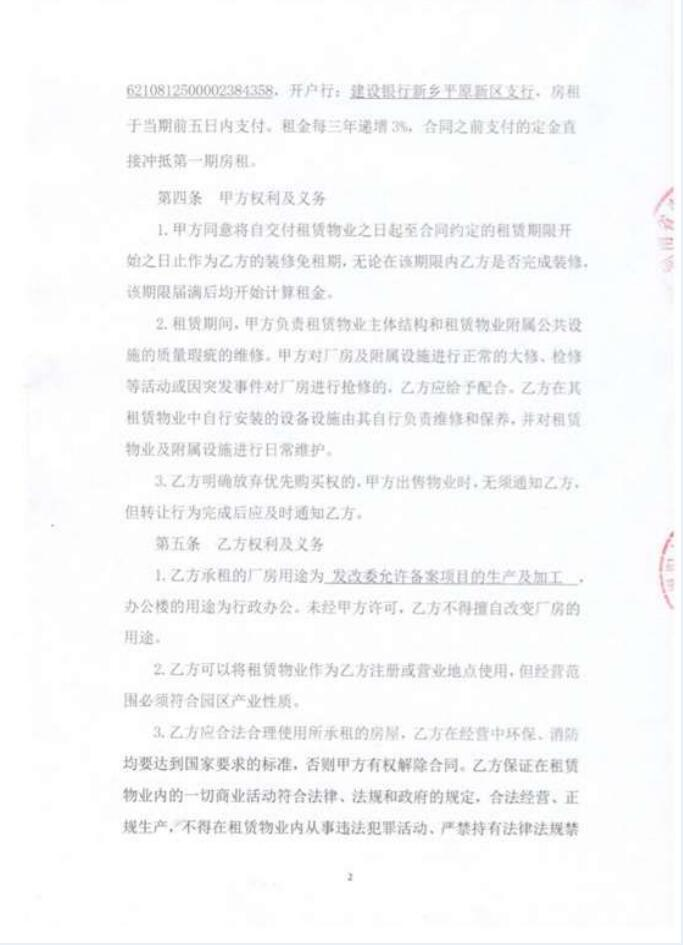 6210812500002384358，开户行：建设银行新乡平原新区支行，房租
于当期前五日内支付。租金每三年递增 3%，合同之前支付的定金直
接冲抵第一期房租。
第四条 甲方权利及义务
1.甲方同意将自交付租赁物业之日起至合同约定的租赁期限开
始之日止作为乙方的装修免租期，无论在该期限内乙方是否完成装修，
该期限届满后均开始计算租金。
2.租赁期间，甲方负责租赁物业主体结构和租赁物业附属公共设
施的质量瑕疵的维修。甲方对厂房及附属设施进行正常的大修、检修
等活动或因突发事件对厂房进行抢修的，乙方应给予配合。乙方在其
租赁物业中自行安装的设备设施由其自行负责维修和保养，并对租赁
物业及附属设施进行日常维护。
3.乙方明确放弃优先购买权的，甲方出售物业时，无须通知乙方，
但转让行为完成后应及时通知乙方。
第五条 乙方权利及义务
1.乙方承租的厂房用途为 发改委允许备案项目的生产及加工 ，
办公楼的用途为行政办公。未经甲方许可，乙方不得擅自改变厂房的
用途。
2.乙方可以将租赁物业作为乙方注册或营业地点使用，但经营范
围必须符合园区产业性质。
3.乙方应合法合理使用所承租的房屋，乙方在经营中环保、消防
均要达到国家要求的标准，否则甲方有权解除合同。乙方保证在租赁
物业内的一切商业活动符合法律、法规和政府的规定，合法经营、正
规生产，不得在租赁物业内从事违法犯罪活动、严禁持有法律法规禁
2